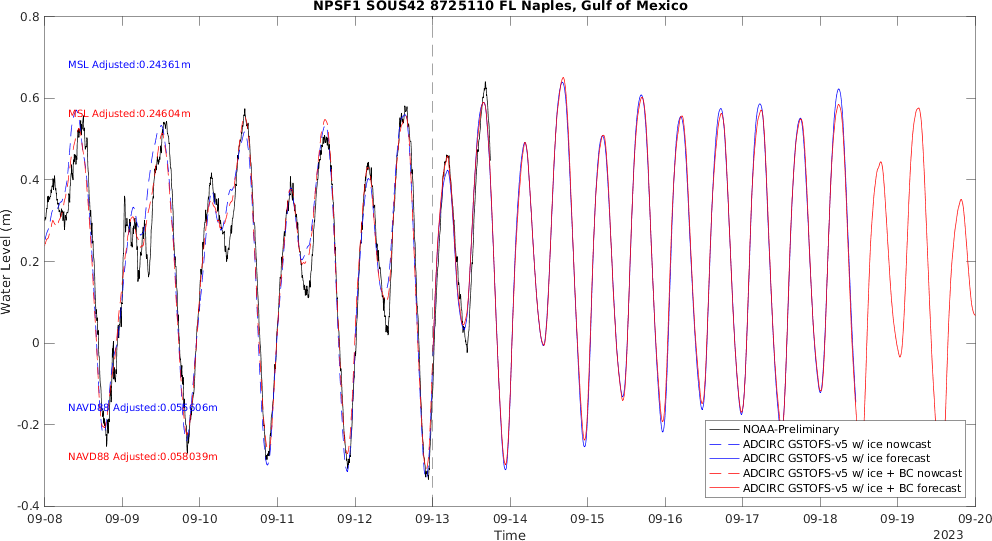 NPSF1 SOUS42 8725110 FL Naples, Gulf of Mexico
0.8
0.6
0.4
0.2
0
-0.2
-0.4
Water Level (m)
MSL Adjusted:0.24361m
MSL Adjusted:0.24604m
NAVD88 Adjusted:0.055606m
NAVD88 Adjusted:0.058039m
NOAA-Preliminary
ADCIRC GSTOFS-v5 w/ ice nowcast
ADCIRC GSTOFS-v5 w/ ice forecast
ADCIRC GSTOFS-v5 w/ ice + BC nowcast
ADCIRC GSTOFS-v5 w/ ice + BC forecast
09-08 09-09 09-10 09-11 09-12 09-13 09-14 09-15 09-16 09-17 09-18 09-19 09-20
Time
2023